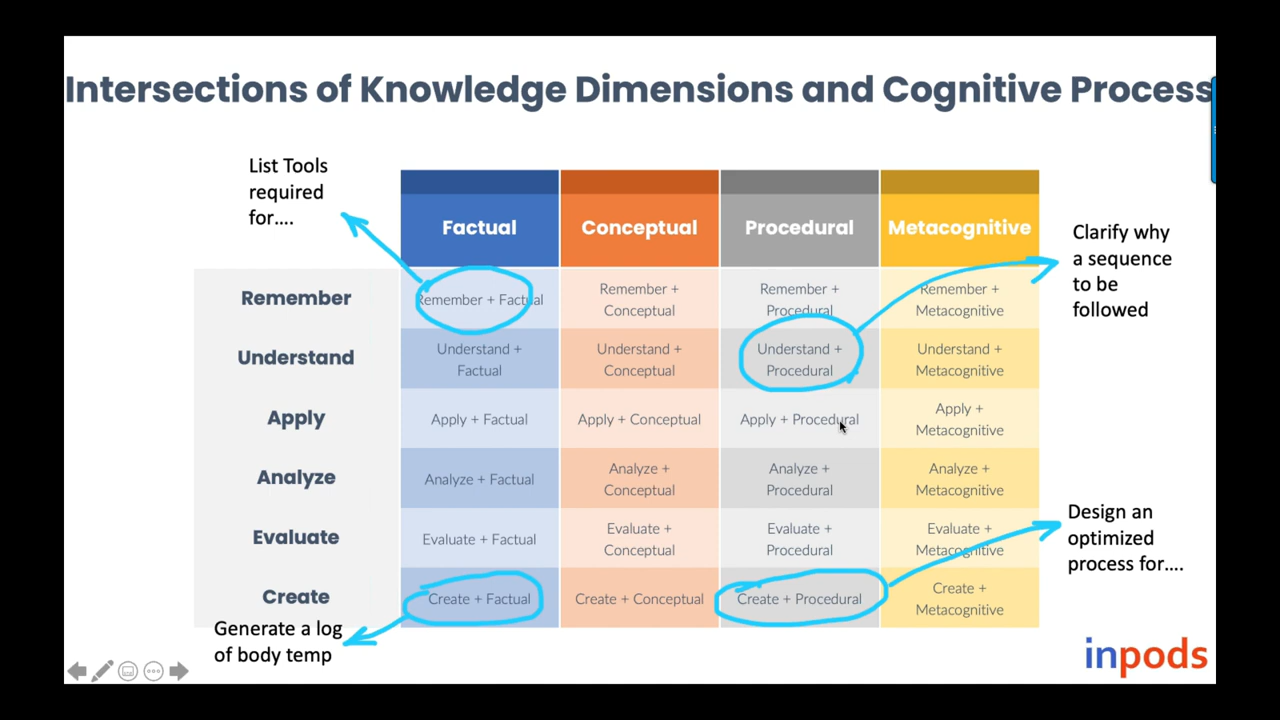 Intersections of Knowledge Dimensions and Cognitive Process
List Tools
required
for....
Factual
Conceptual
Procedural
Metacognitive
Clarify why
a sequence
to be
followed
Remember
Remember + Factual
Remember +
Conceptual
Remember +
Procedural
Remember +
Metacognitive
Understand
Understand +
Factual
Understand +
Conceptual
Understand +
Procedural
Understand +
Metacognitive
Apply
Apply + Factual
Apply + Conceptual
Apply + Procedural
Apply +
Metacognitive
Analyze
Analyze + Factual
Analyze +
Conceptual
Analyze +
Procedural
Analyze +
Metacognitive
Evaluate
Evaluate + Factual
Evaluate +
Conceptual
Evaluate +
Procedural
Evaluate +
Metacognitive
Design an
optimized
process for....
Create
Create + Factual
Create + Conceptual
Create + Procedural
Create +
Metacognitive
Generate a log
of body temp
inpods